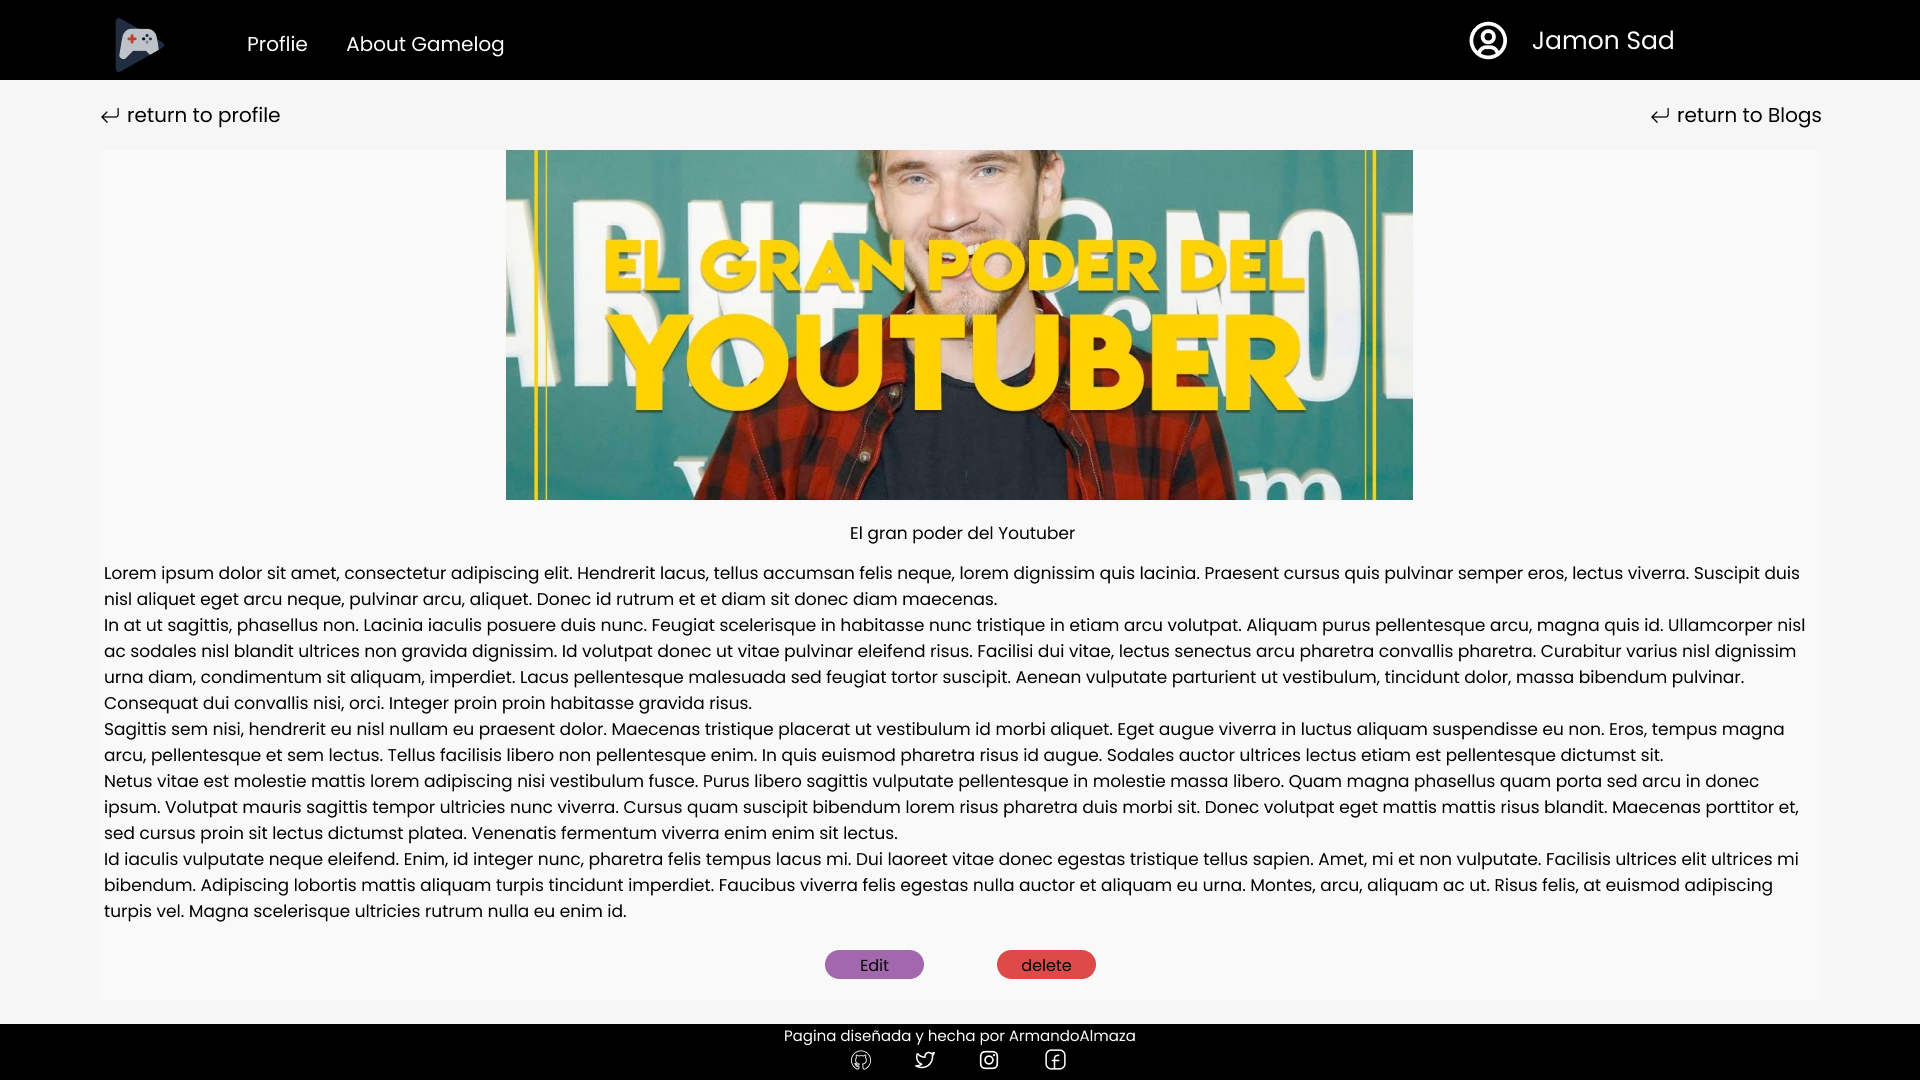 Proflie
About Gamelog
Jamon Sad
return to profile
return to Blogs
ARNE & NO
EL GRAN PODER DEL
YOUTUBER
m
El gran poder del Youtuber
Lorem ipsum dolor sit amet, consectetur adipiscing elit. Hendrerit lacus, tellus accumsan felis neque, lorem dignissim quis lacinia. Praesent cursus quis pulvinar semper eros, lectus viverra. Suscipit duis
nisl aliquet eget arcu neque, pulvinar arcu, aliquet. Donec id rutrum et et diam sit donec diam maecenas.
In at ut sagittis, phasellus non. Lacinia iaculis posuere duis nunc. Feugiat scelerisque in habitasse nunc tristique in etiam arcu volutpat. Aliquam purus pellentesque arcu, magna quis id. Ullamcorper nisl
ac sodales nisl blandit ultrices non gravida dignissim. Id volutpat donec ut vitae pulvinar eleifend risus. Facilisi dui vitae, lectus senectus arcu pharetra convallis pharetra. Curabitur varius nisl dignissim
urna diam, condimentum sit aliquam, imperdiet. Lacus pellentesque malesuada sed feugiat tortor suscipit. Aenean vulputate parturient ut vestibulum, tincidunt dolor, massa bibendum pulvinar.
Consequat dui convallis nisi, orci. Integer proin proin habitasse gravida risus.
Sagittis sem nisi, hendrerit eu nisl nullam eu praesent dolor. Maecenas tristique placerat ut vestibulum id morbi aliquet. Eget augue viverra in luctus aliquam suspendisse eu non. Eros, tempus magna
arcu, pellentesque et sem lectus. Tellus facilisis libero non pellentesque enim. In quis euismod pharetra risus id augue. Sodales auctor ultrices lectus etiam est pellentesque dictumst sit.
Netus vitae est molestie mattis lorem adipiscing nisi vestibulum fusce. Purus libero sagittis vulputate pellentesque in molestie massa libero. Quam magna phasellus quam porta sed arcu in donec
ipsum. Volutpat mauris sagittis tempor ultricies nunc viverra. Cursus quam suscipit bibendum lorem risus pharetra duis morbi sit. Donec volutpat eget mattis mattis risus blandit. Maecenas porttitor et,
sed cursus proin sit lectus dictumst platea. Venenatis fermentum viverra enim enim sit lectus.
Id iaculis vulputate neque eleifend. Enim, id integer nunc, pharetra felis tempus lacus mi. Dui laoreet vitae donec egestas tristique tellus sapien. Amet, mi et non vulputate. Facilisis ultrices elit ultrices mi
bibendum. Adipiscing lobortis mattis aliquam turpis tincidunt imperdiet. Faucibus viverra felis egestas nulla auctor et aliquam eu urna. Montes, arcu, aliquam ac ut. Risus felis, at euismod adipiscing
turpis vel. Magna scelerisque ultricies rutrum nulla eu enim id.
Edit
delete
Pagina diseñada y hecha por ArmandoAlmaza